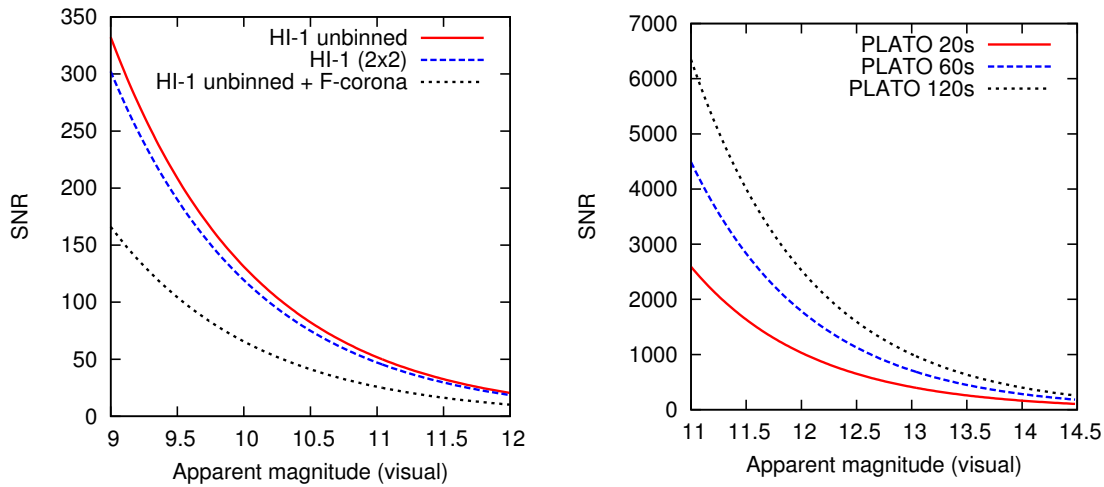 350
300
250
200
150
100
50
0
SNR
9 9.5 10 10.5 11 11.5 12
Apparent magnitude (visual)
HI-1 unbinned
HI-1 (2x2)
HI-1 unbinned + F-corona
7000
6000
5000
4000
3000
2000
1000
0
SNR
11 11.5 12 12.5 13 13.5 14 14.5
Apparent magnitude (visual)
PLATO 20s
PLATO 60s
PLATO 120s